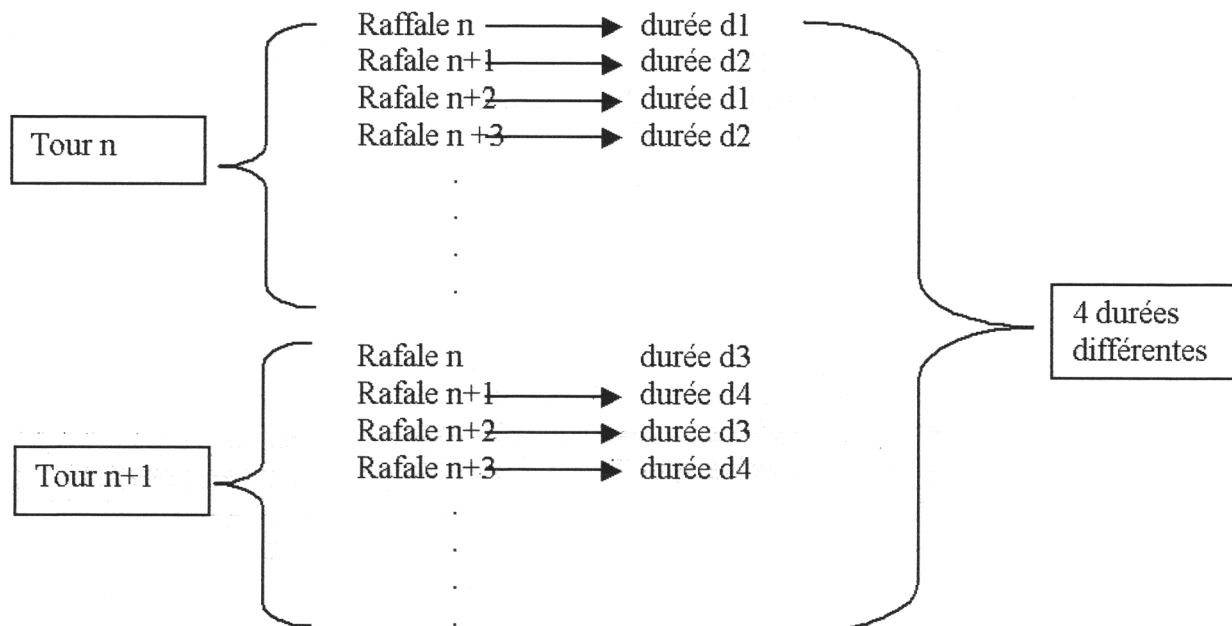 Raffale n durée d1
Rafale n+1 durée d2
Rafale n+2 durée d1
Rafale n +3 durée d2
Tour n
.
.
.
.
4 durées
différentes
Rafale n durée d3
Rafale n+1 durée d4
Rafale n+2 durée d3
Rafale n+3 durée d4
Tour n+1
.
.
.
.